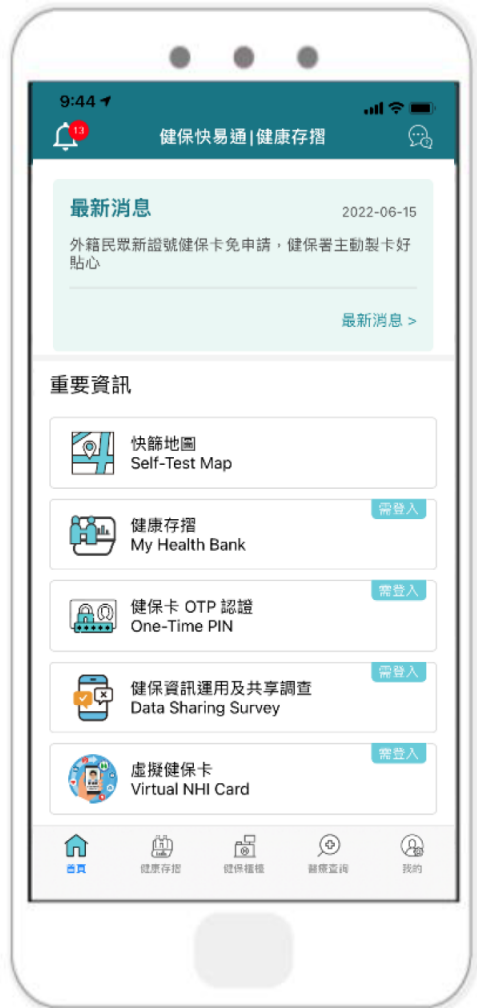 9:44
13
健保快易通|健康存摺
最新消息
2022-06-15
外籍民眾新證號健保卡免申請，健保署主動製卡好
貼心
最新消息 >
重要資訊
快篩地圖
Self-Test Map
需登入
健康存摺
My Health Bank
需登入
健保卡 OTP 認證
One-Time PIN
需登入
健保資訊運用及共享調查
Data Sharing Survey
需登入
虛擬健保卡
Virtual NHI Card
首頁
健康存摺
健保櫃檯
醫療查詢
我的